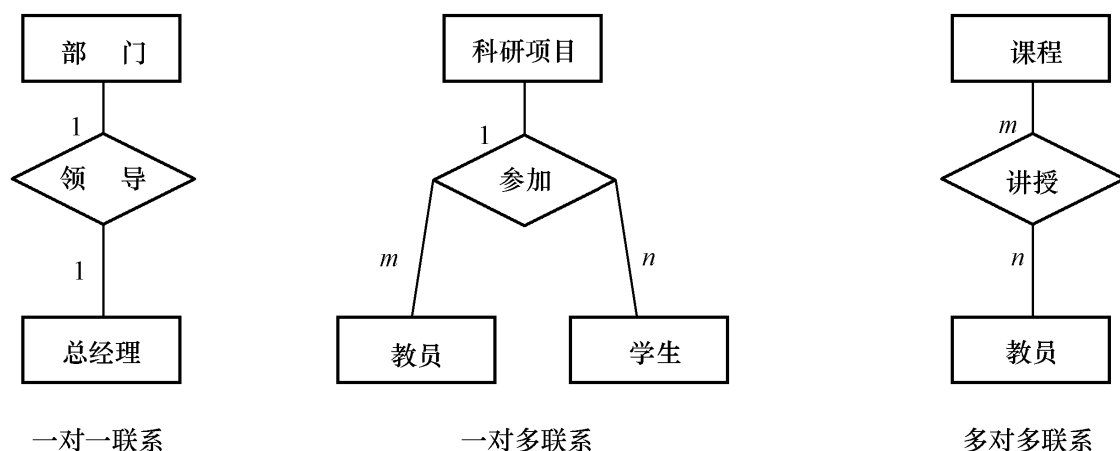 部 门
1
领 导
1
总经理
一对一联系
科研项目
1
参加
m
n
教员
学生
一对多联系
课程
m
讲授
n
教员
多对多联系